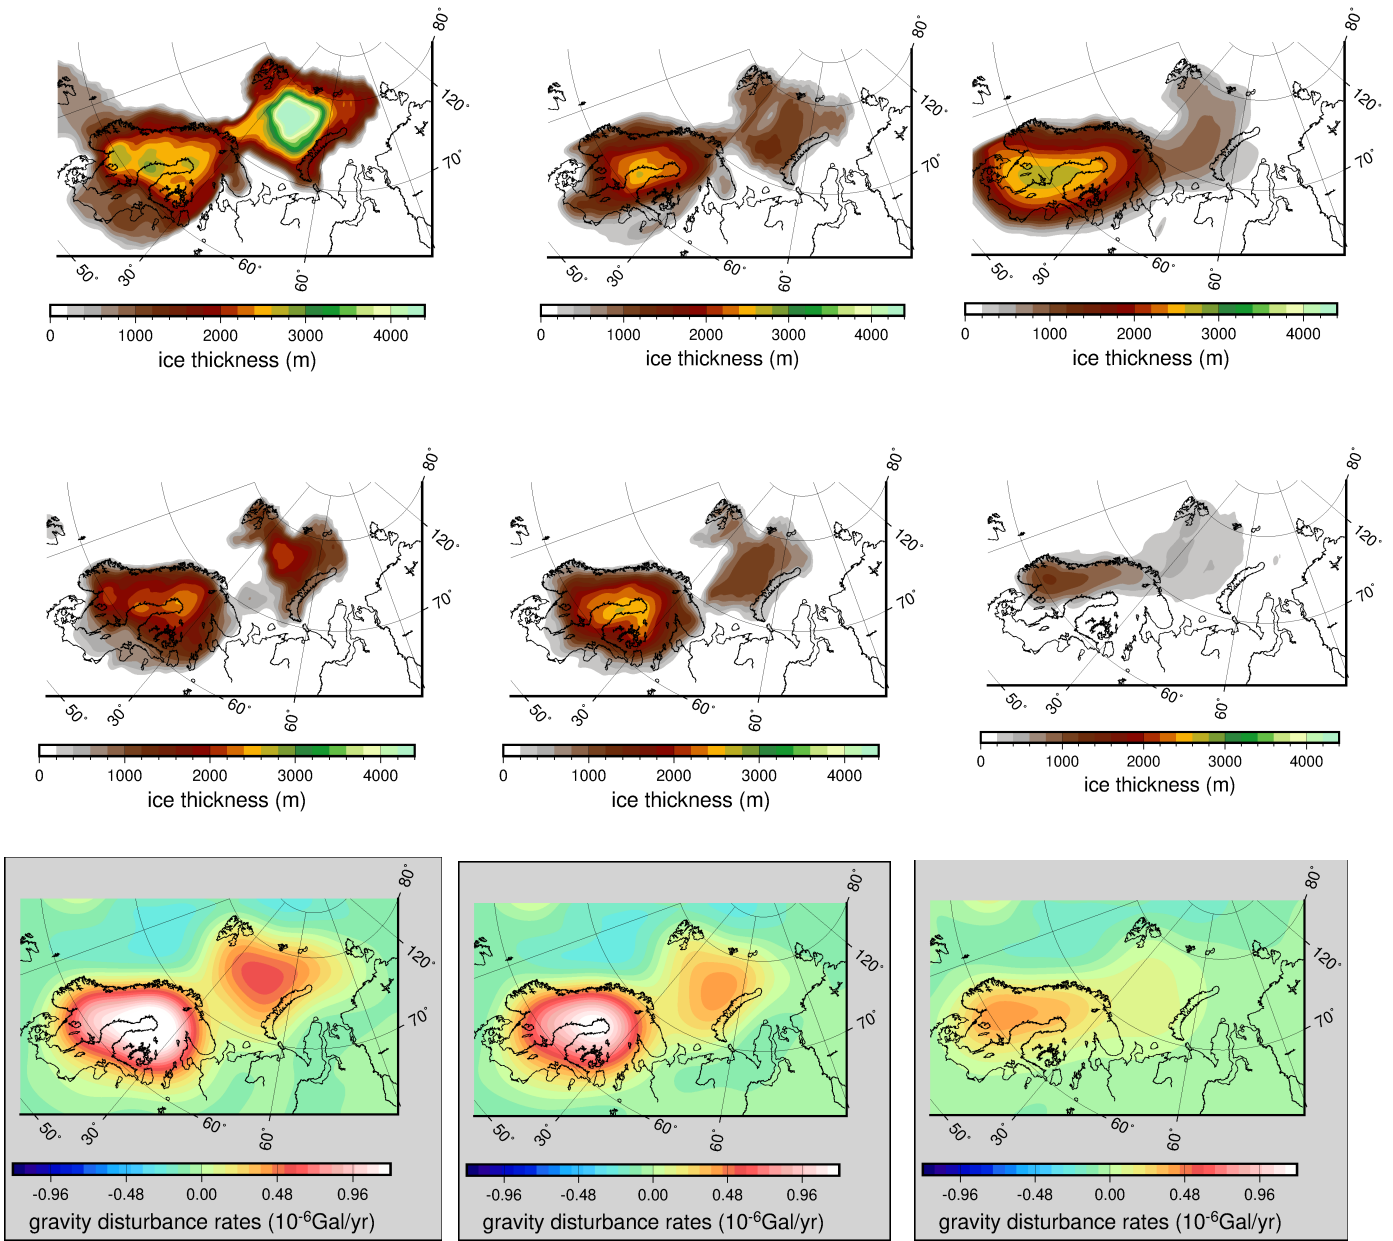 80° 80° 80°
120° 120° 120°
70° 70° 70°
50° 30° 60° 60° 50° 30° 60° 60° 50° 30° 60° 60°
0 1000 2000 3000 4000 0 1000 2000 3000 4000 0 1000 2000 3000 4000
ice thickness (m) ice thickness (m) ice thickness (m)
80° 80° 80°
120° 120° 120°
70° 70° 70°
50° 30° 60° 60° 50° 30° 60° 60° 50° 30° 60° 60°
0 1000 2000 3000 4000 0 1000 2000 3000 4000 0 1000 2000 3000 4000
ice thickness (m) ice thickness (m) ice thickness (m)
80° 80° 80°
120° 120° 120°
70° 70° 70°
50° 30° 60° 60° 50° 30° 60° 60° 50° 30° 60° 60°
-0.96 -0.48 0.00 0.48 0.96 -0.96 -0.48 0.00 0.48 0.96 -0.96 -0.48 0.00 0.48 0.96
gravity disturbance rates (10⁻⁶Gal/yr) gravity disturbance rates (10⁻⁶Gal/yr) gravity disturbance rates (10⁻⁶Gal/yr)